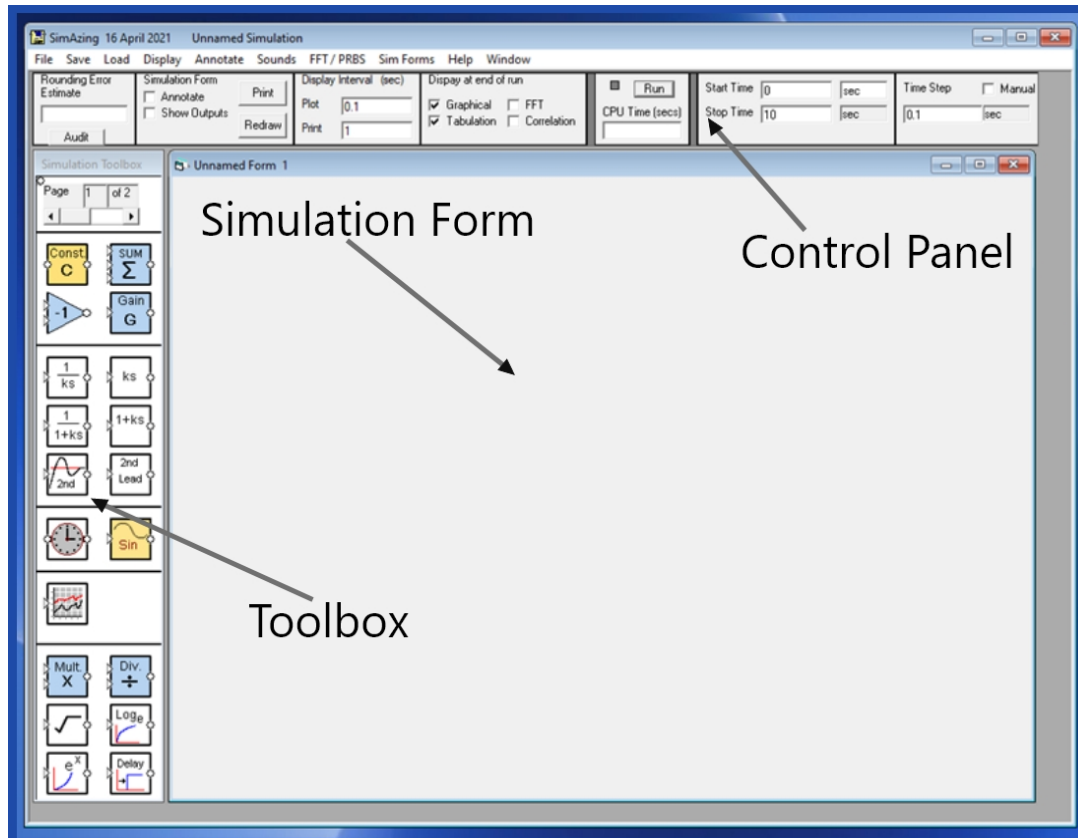 SimAzing 16 April 2021 Unnamed Simulation
File Save Load Display Annotate Sounds FFT / PRBS Sim Forms Help Window
Rounding Error
Estimate
Audit
Simulation Form
Annotate
Show Outputs
Print
Redraw
Display Interval (sec)
Plot 0.1
Print 1
Dispay at end of run
Graphical FFT
Tabulation Correlation
Run
CPU Time (secs)
Start Time 0 sec
Stop Time 10 sec
Time Step Manual
0.1 sec
Simulation Toolbox
Page 1 of 2
Unnamed Form 1
Simulation Form
Control Panel
Toolbox
Const. SUM
C Σ
-1 Gain
G
1
ks
ks
1
1+ks
1+ks
2nd
2nd
Lead
Sin
Mult. Div.
X ÷
√ Loge
e^x Delay